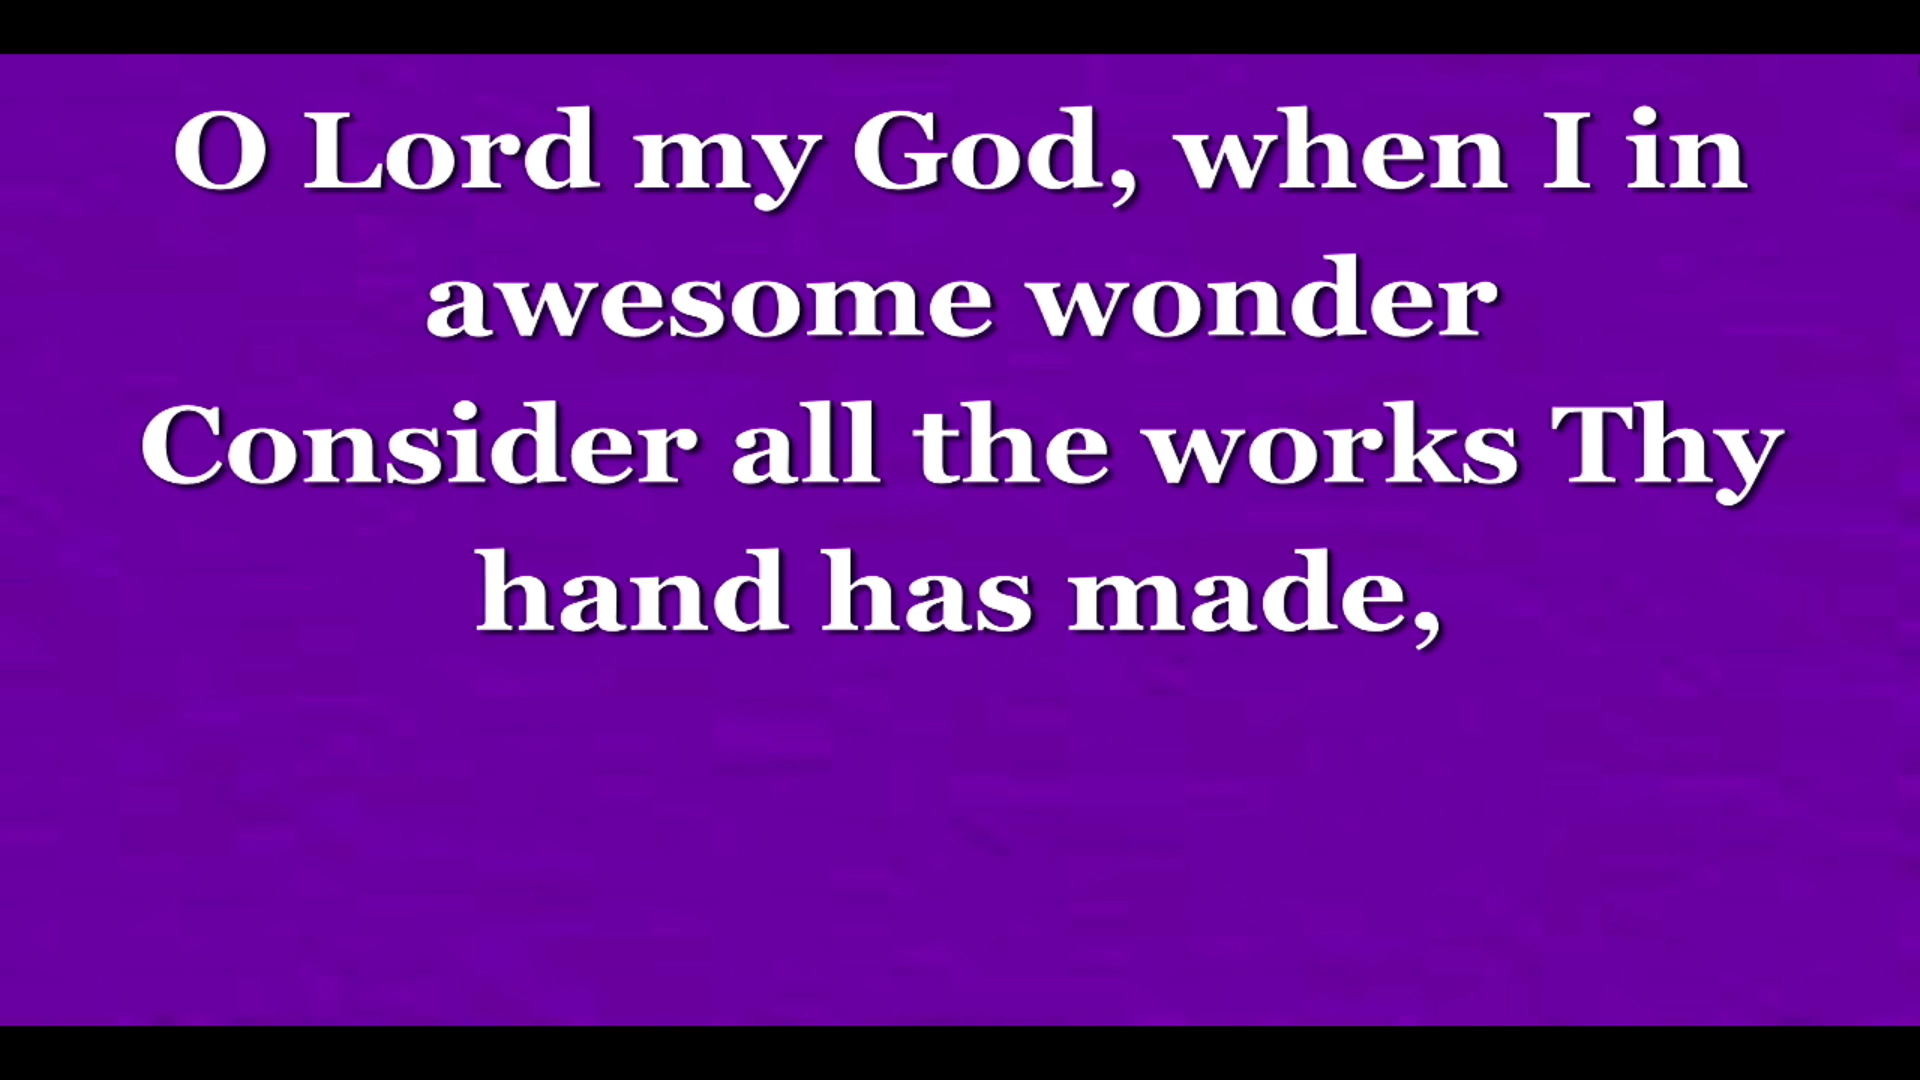 O Lord my God, when I in
awesome wonder
Consider all the works Thy
hand has made,